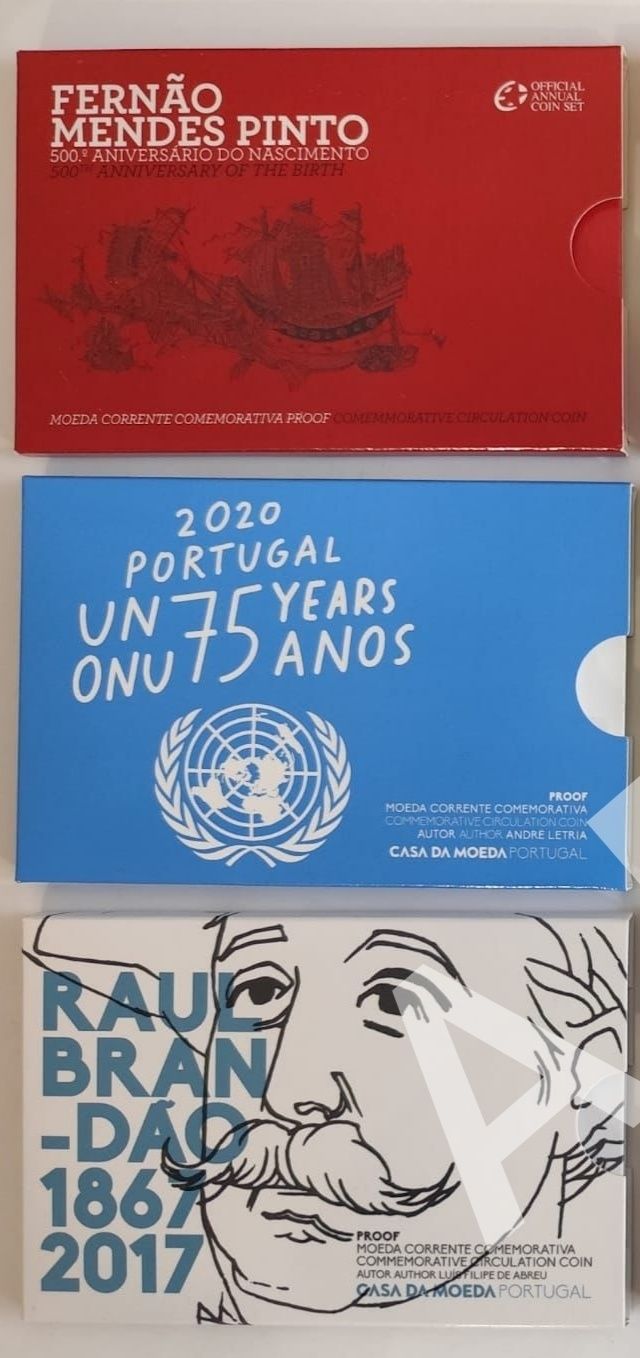 FERNÃO
MENDES PINTO
500.º ANIVERSÁRIO DO NASCIMENTO
500TH ANNIVERSARY OF THE BIRTH
OFFICIAL
ANNUAL
COIN SET
MOEDA CORRENTE COMEMORATIVA PROOF COMEMMORATIVE CIRCULATION COIN
2020
PORTUGAL
UN 75 YEARS
ONU ANOS
PROOF
MOEDA CORRENTE COMEMORATIVA
COMMEMORATIVE CIRCULATION COIN
AUTOR AUTHOR ANDRÉ LETRIA
CASA DA MOEDA PORTUGAL
RAUL
BRAN
-DÃO
1867
2017
PROOF
MOEDA CORRENTE COMEMORATIVA
COMMEMORATIVE CIRCULATION COIN
AUTOR AUTHOR LUÍS FILIPE DE ABREU
CASA DA MOEDA PORTUGAL
A